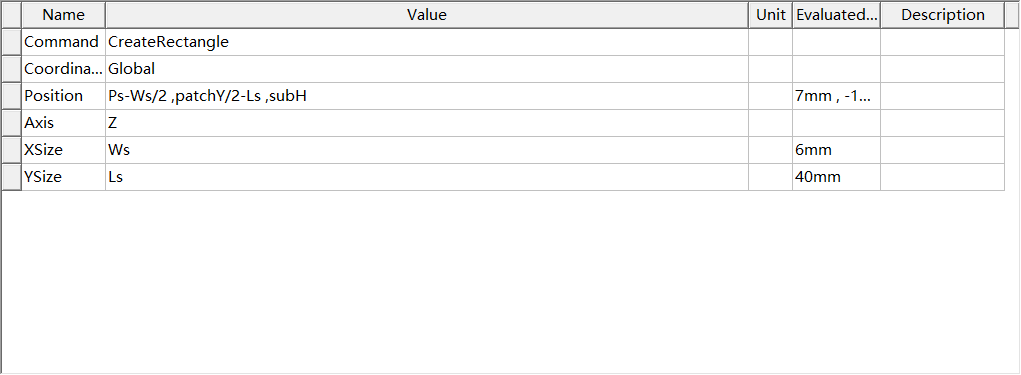 Name Value Unit Evaluated... Description
Command CreateRectangle
Coordina... Global
Position Ps-Ws/2 ,patchY/2-Ls ,subH 7mm , -1...
Axis Z
XSize Ws 6mm
YSize Ls 40mm